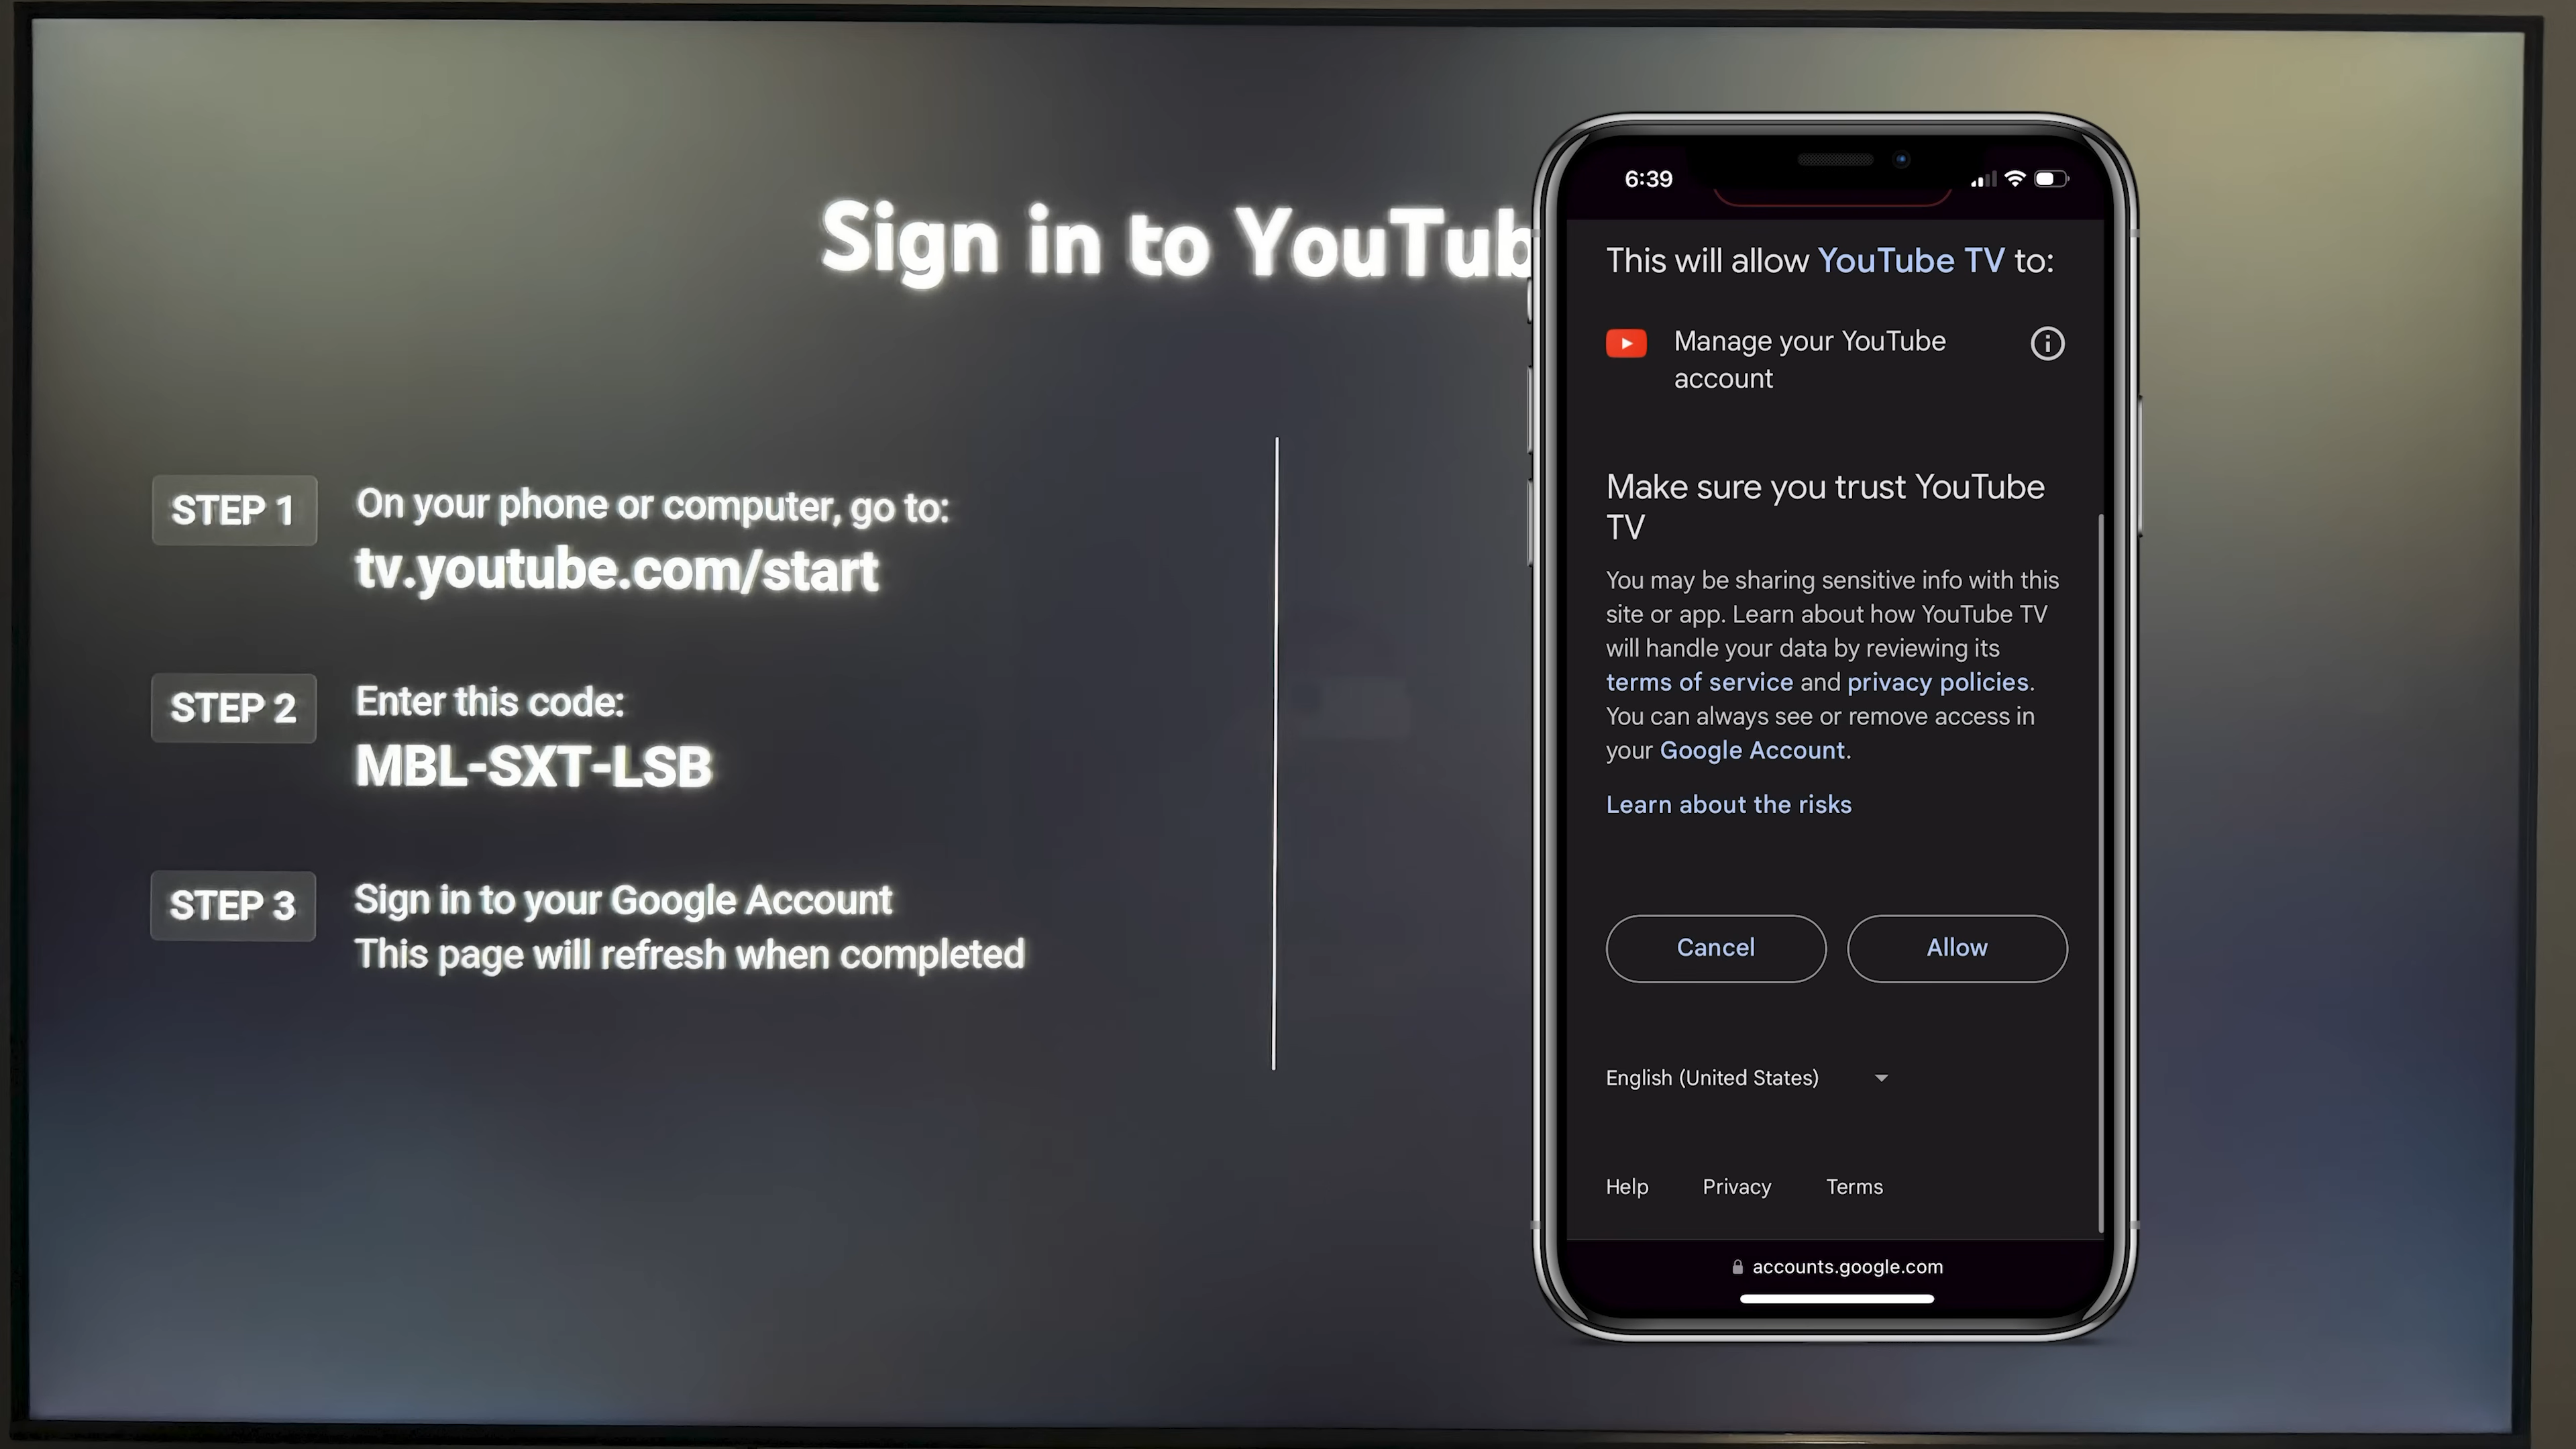 Sign in to YouTub
STEP 1
On your phone or computer, go to:
tv.youtube.com/start
STEP 2
Enter this code:
MBL-SXT-LSB
STEP 3
Sign in to your Google Account
This page will refresh when completed
6:39
This will allow YouTube TV to:
Manage your YouTube
account
Make sure you trust YouTube
TV
You may be sharing sensitive info with this
site or app. Learn about how YouTube TV
will handle your data by reviewing its
terms of service and privacy policies.
You can always see or remove access in
your Google Account.
Learn about the risks
Cancel
Allow
English (United States)
Help
Privacy
Terms
accounts.google.com